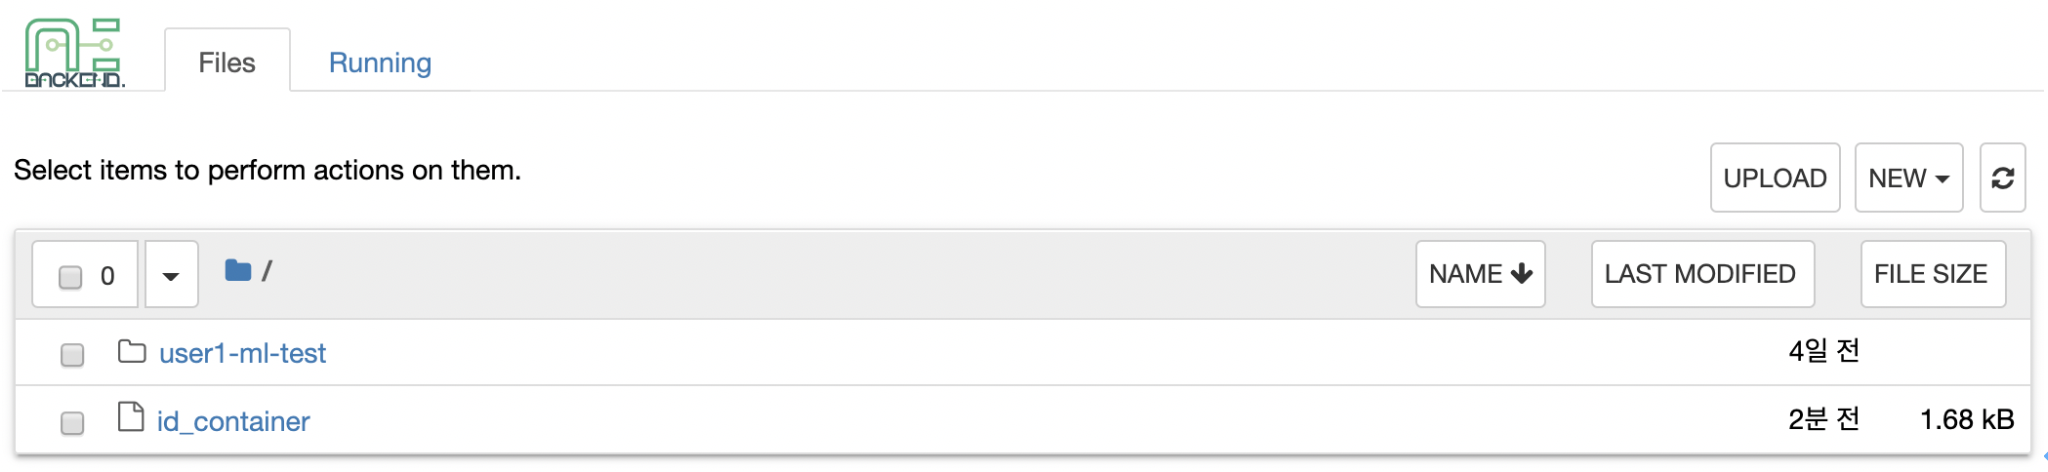 BACKEND.
Files Running
Select items to perform actions on them.
UPLOAD NEW
0 / NAME LAST MODIFIED FILE SIZE
user1-ml-test 4일 전
id_container 2분 전 1.68 kB